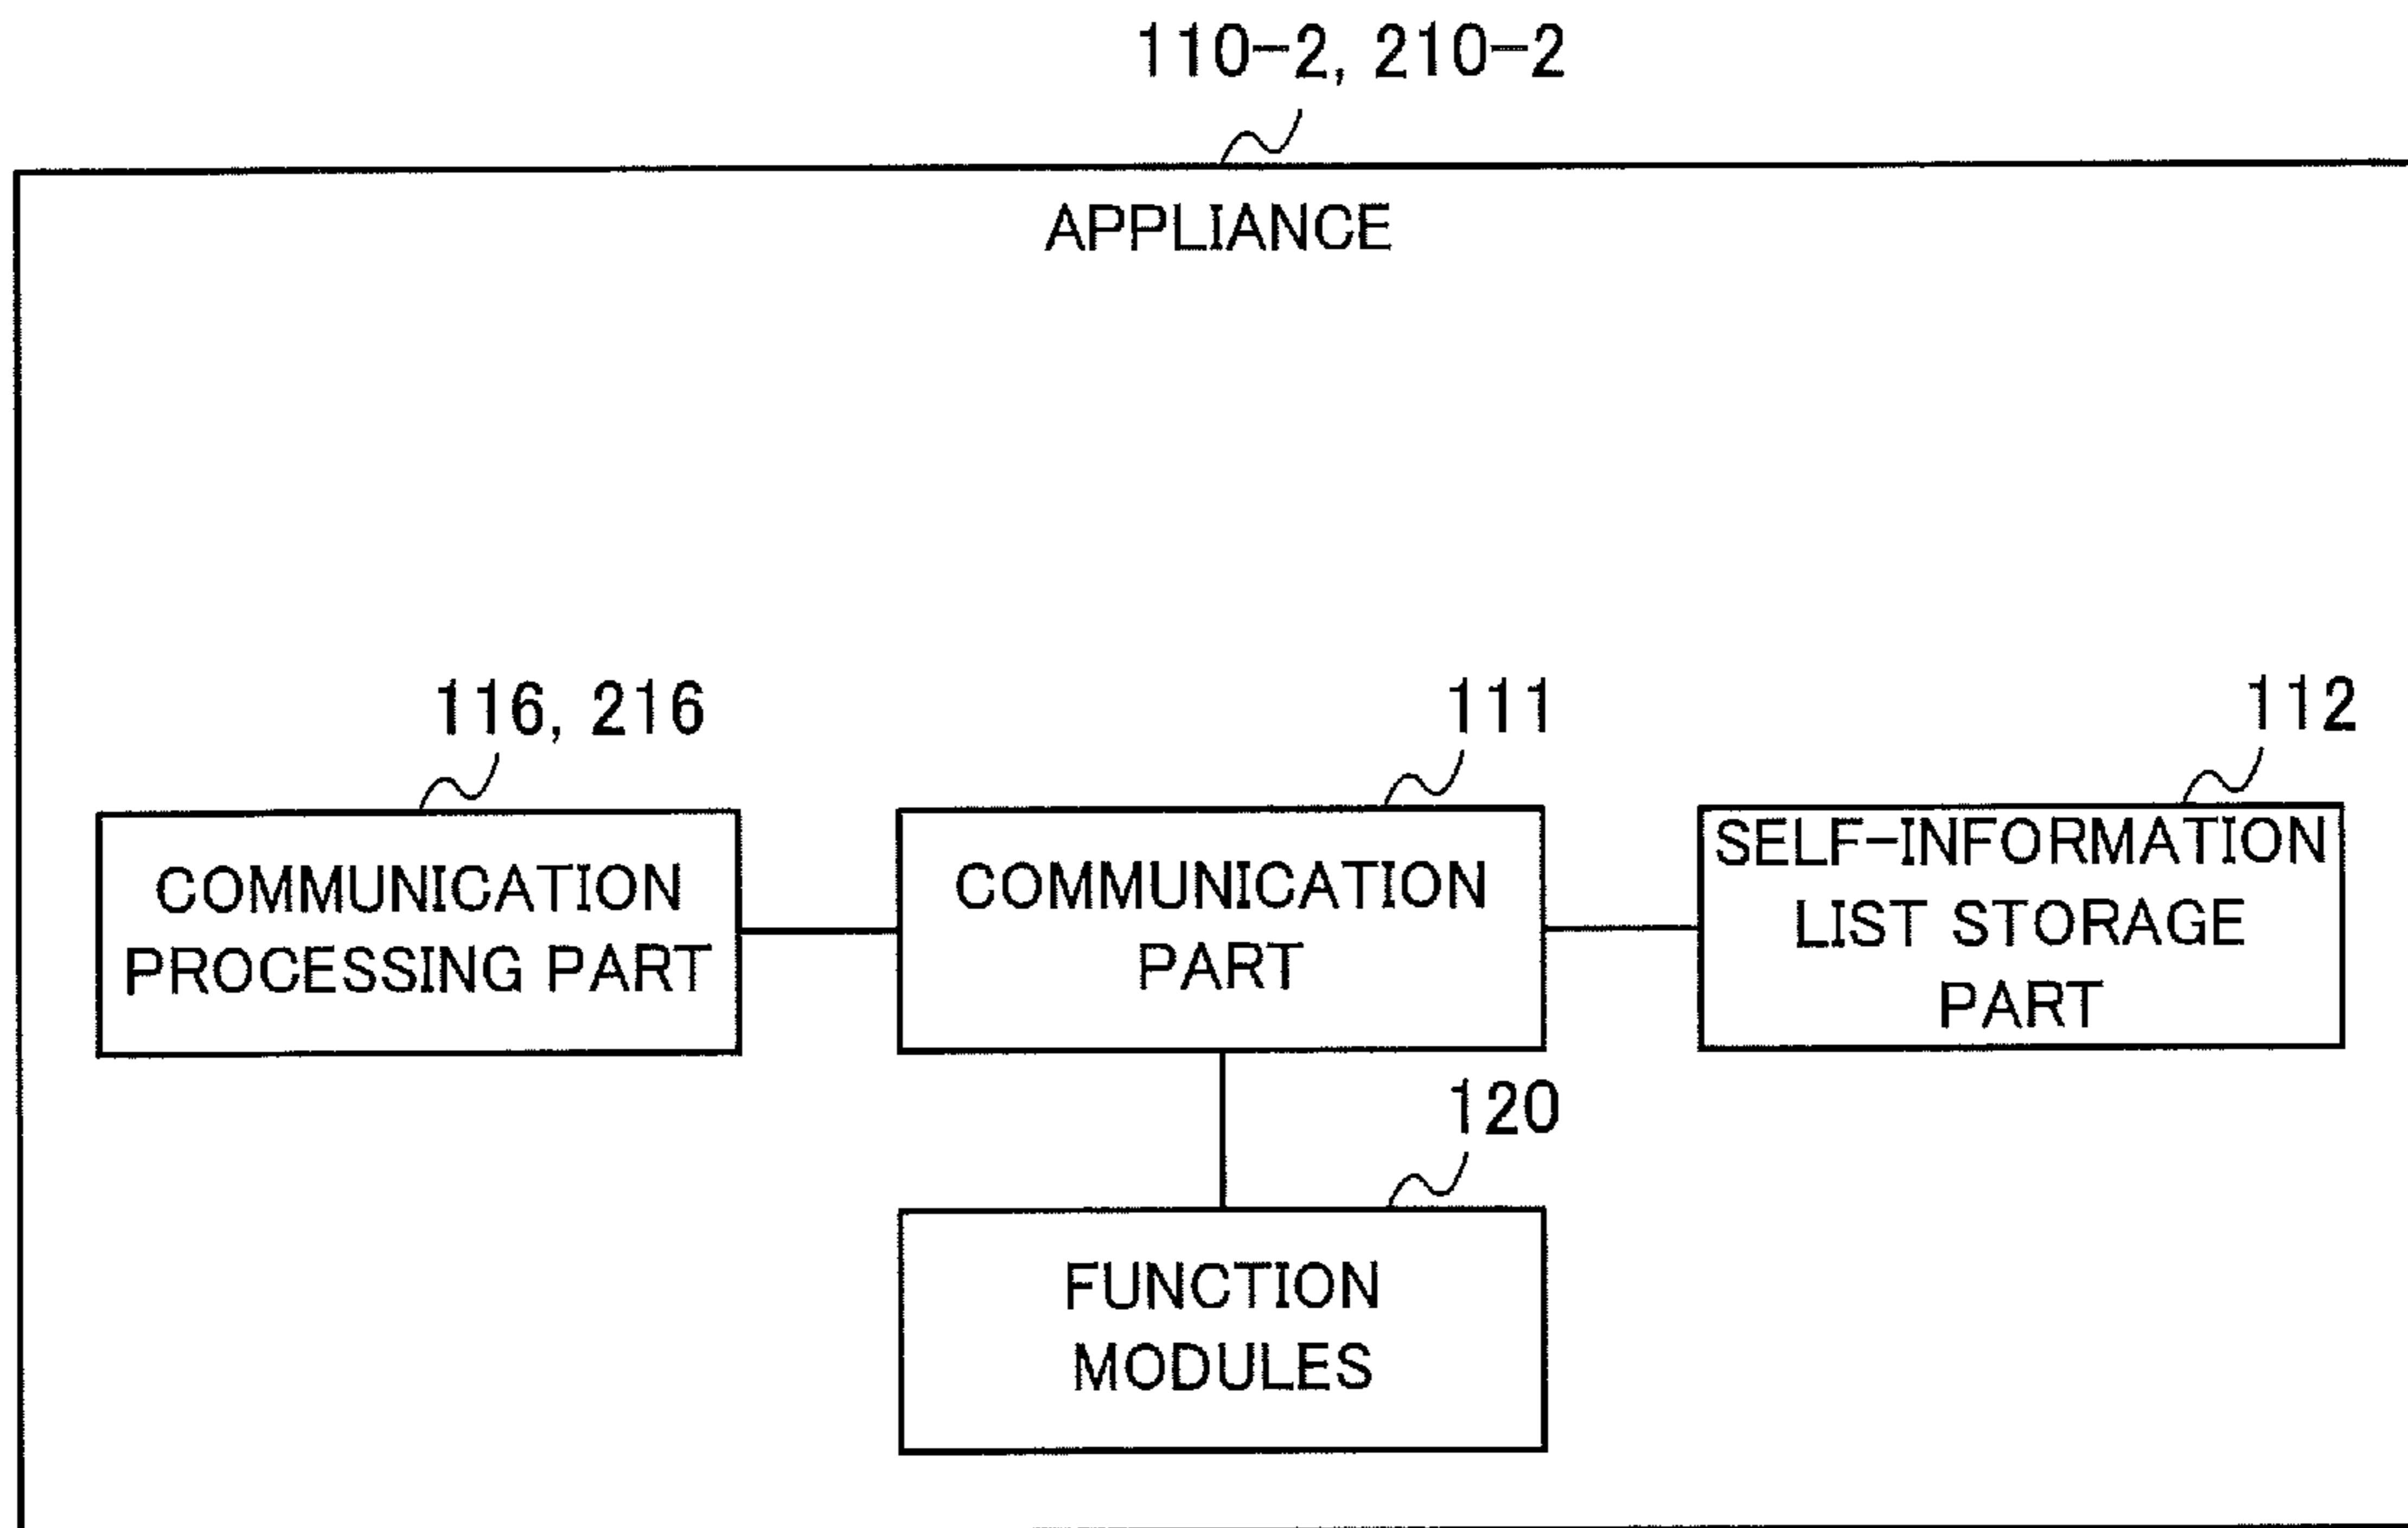 110-2, 210-2
APPLIANCE
116, 216
111
112
COMMUNICATION
PROCESSING PART
COMMUNICATION
PART
SELF-INFORMATION
LIST STORAGE
PART
120
FUNCTION
MODULES